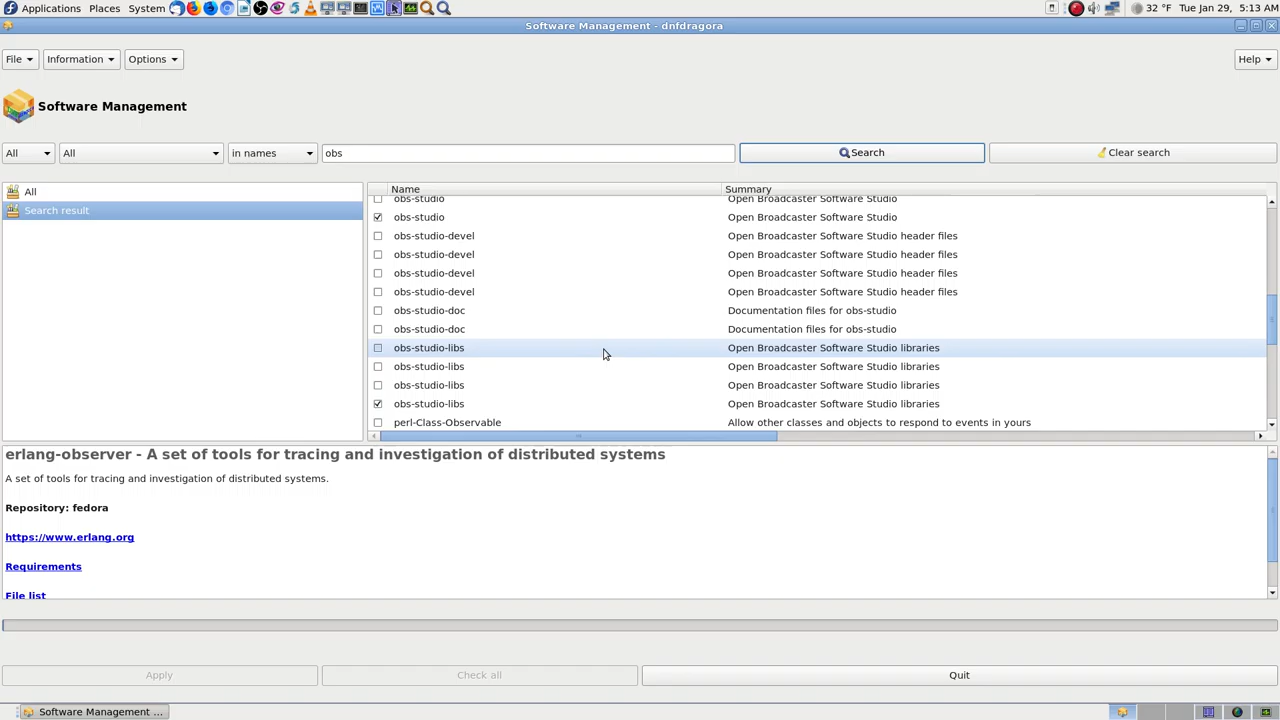 Applications Places System 32 °F Tue Jan 29, 5:13 AM
Software Management - dnfdragora
File Information Options Help
Software Management
All All in names obs Search Clear search
All
Search result
Name Summary
obs-studio Open Broadcaster Software Studio
obs-studio Open Broadcaster Software Studio
obs-studio-devel Open Broadcaster Software Studio header files
obs-studio-devel Open Broadcaster Software Studio header files
obs-studio-devel Open Broadcaster Software Studio header files
obs-studio-devel Open Broadcaster Software Studio header files
obs-studio-doc Documentation files for obs-studio
obs-studio-doc Documentation files for obs-studio
obs-studio-libs Open Broadcaster Software Studio libraries
obs-studio-libs Open Broadcaster Software Studio libraries
obs-studio-libs Open Broadcaster Software Studio libraries
obs-studio-libs Open Broadcaster Software Studio libraries
perl-Class-Observable Allow other classes and objects to respond to events in yours
erlang-observer - A set of tools for tracing and investigation of distributed systems
A set of tools for tracing and investigation of distributed systems.
Repository: fedora
https://www.erlang.org
Requirements
File list
Apply Check all Quit
Software Management ...